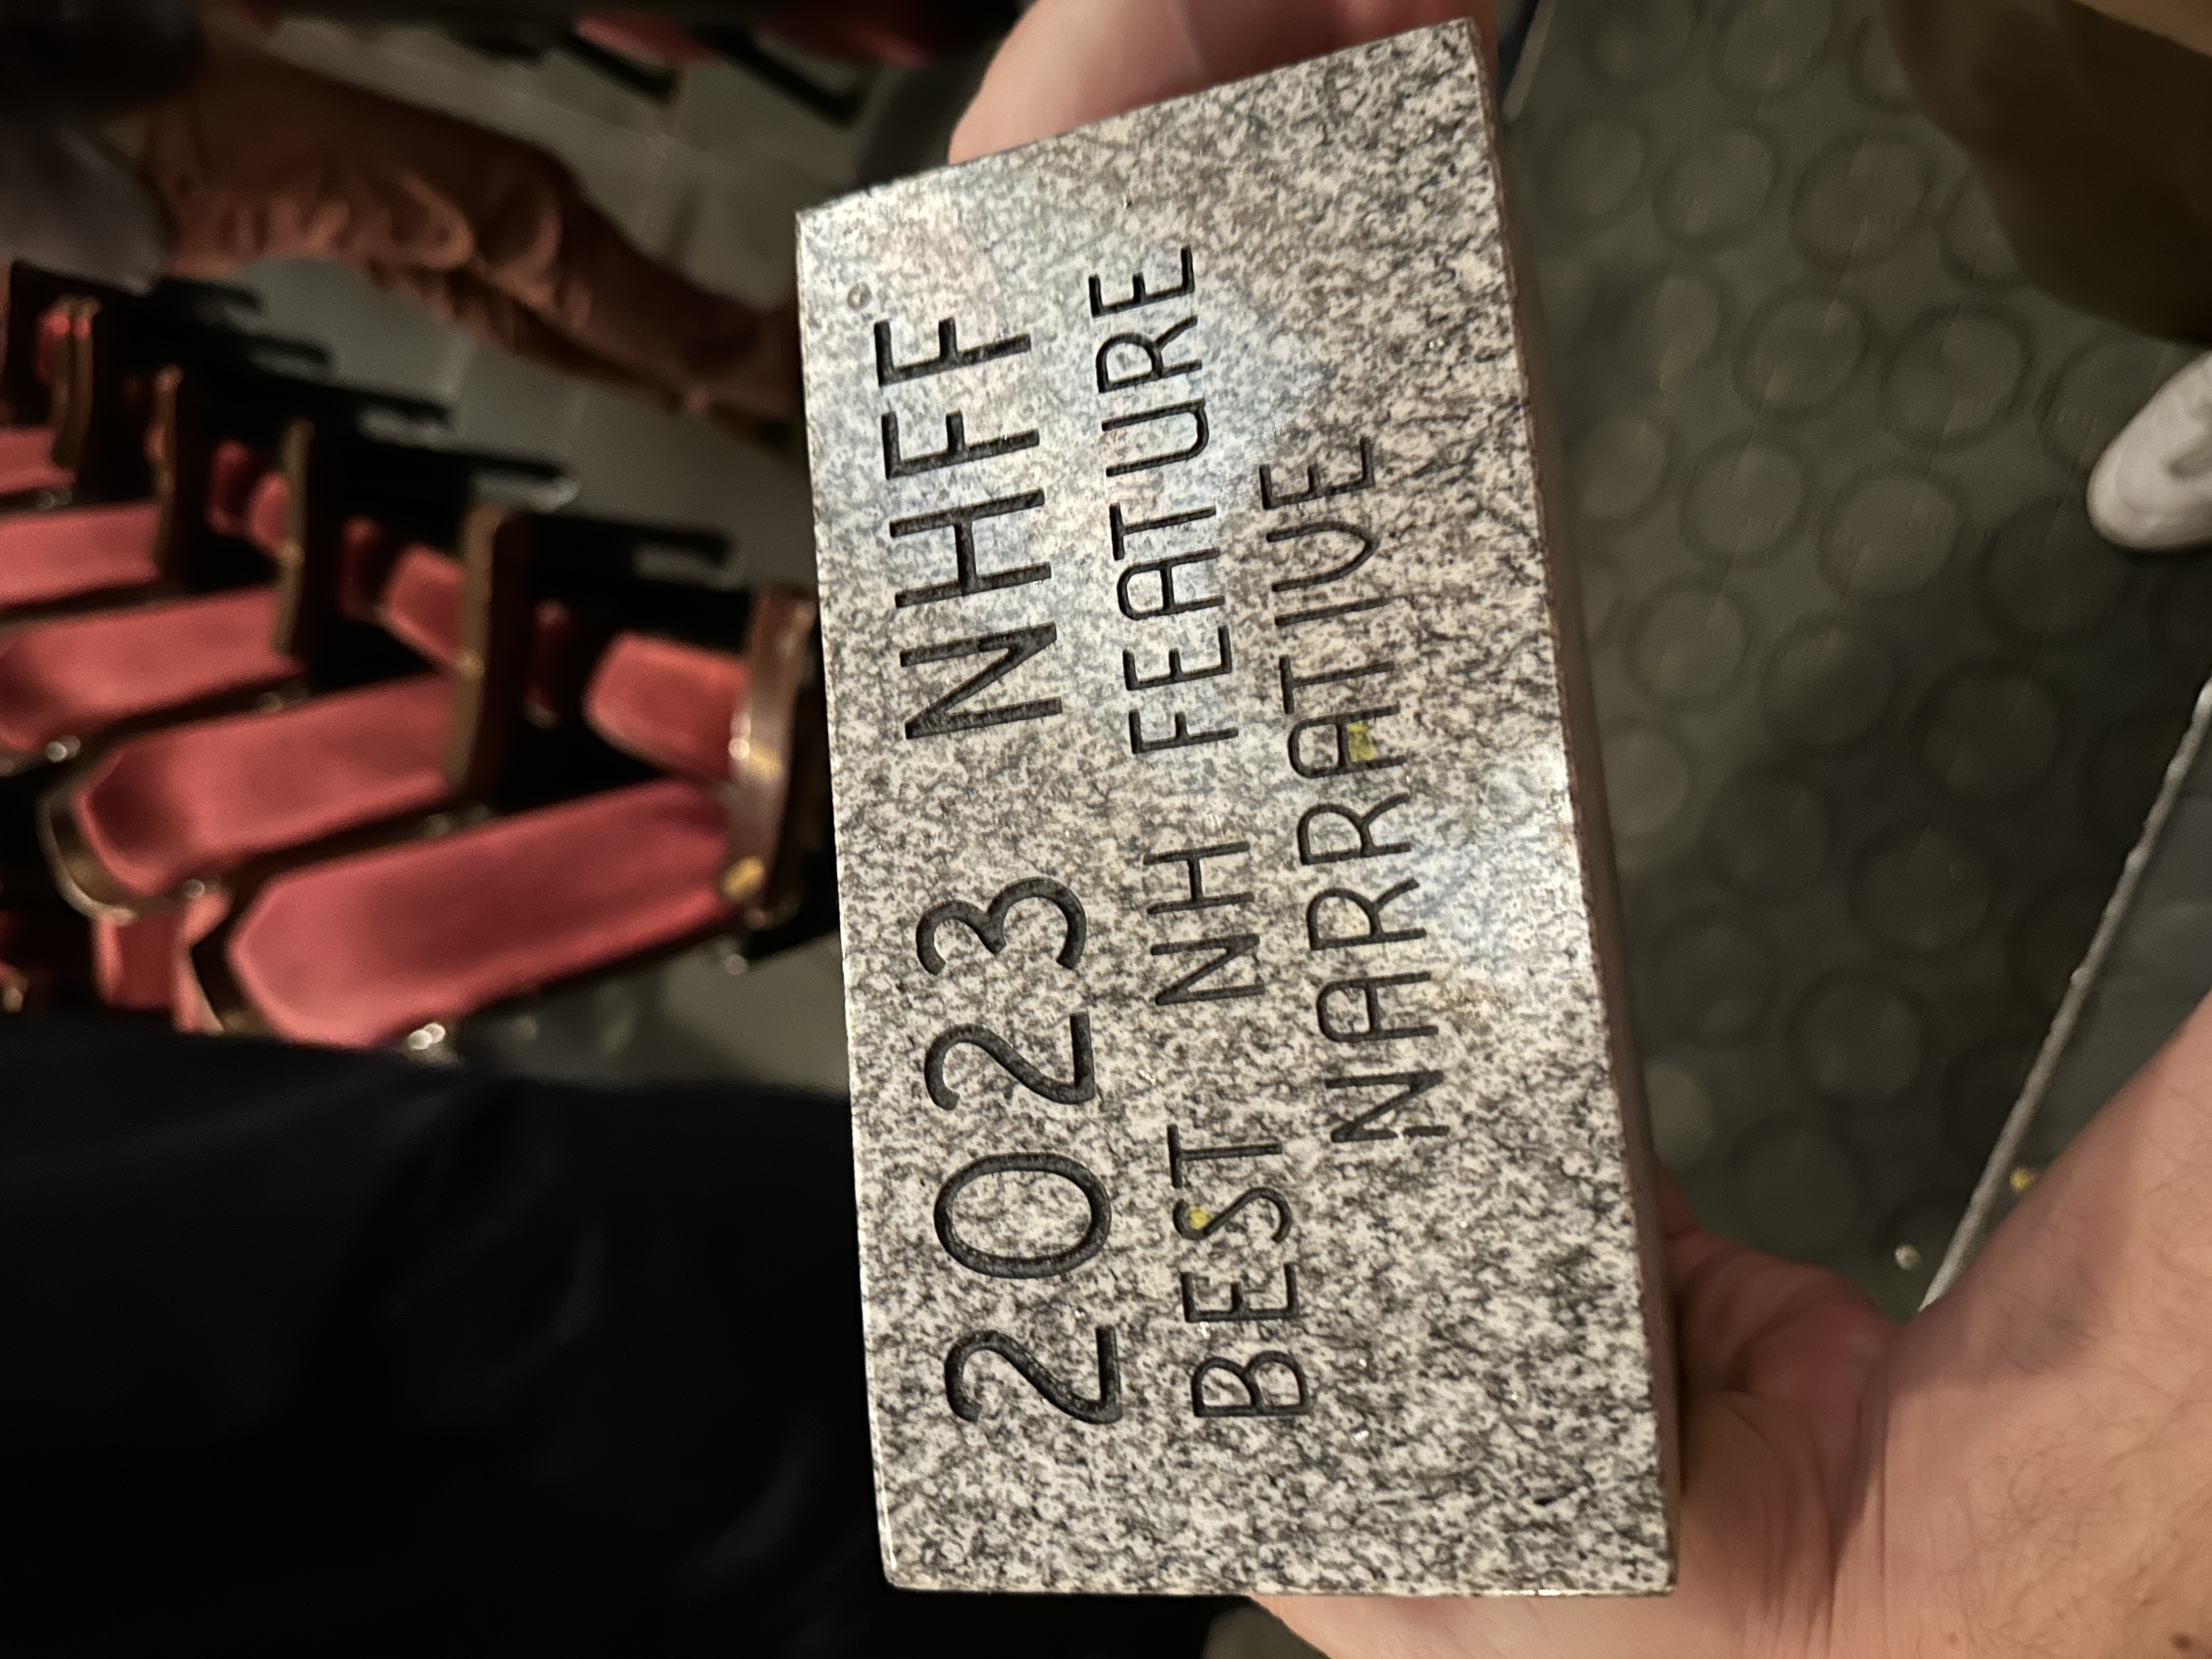 2023 NHFF
BEST NH FEATURE
NARRATIVE